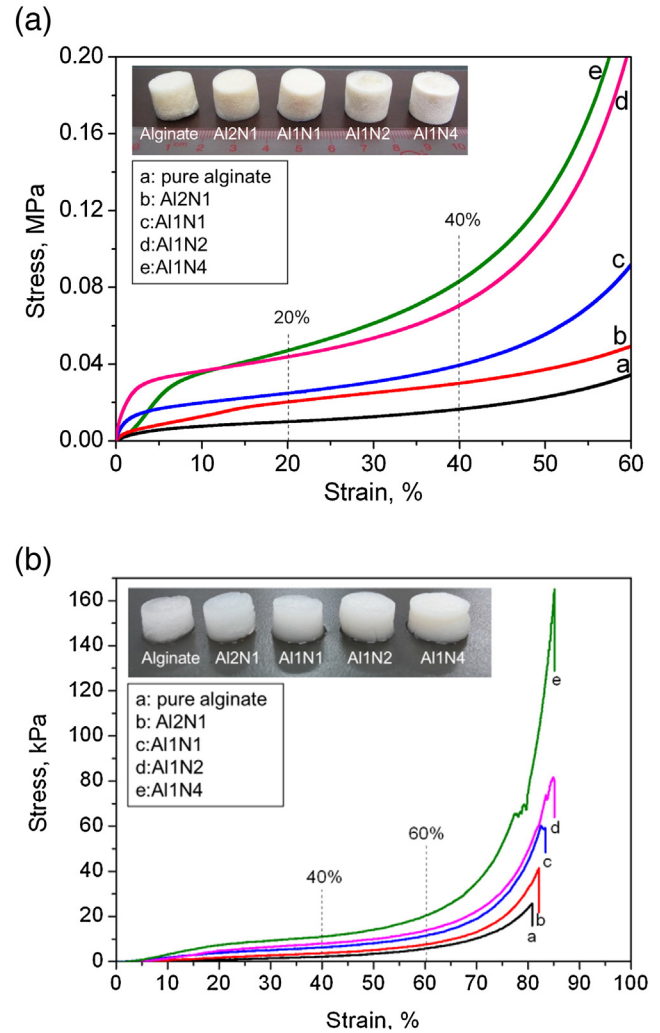 (a)
0.20
0.16
0.12
0.08
0.04
0.00
Stress, MPa
Alginate Al2N1 Al1N1 Al1N2 Al1N4
a: pure alginate
b: Al2N1
c:Al1N1
d:Al1N2
e:Al1N4
20%
40%
e
d
c
b
a
0 10 20 30 40 50 60
Strain, %
(b)
160
140
120
100
80
60
40
20
0
Stress, kPa
Alginate Al2N1 Al1N1 Al1N2 Al1N4
a: pure alginate
b: Al2N1
c:Al1N1
d:Al1N2
e:Al1N4
40%
60%
e
d
c
b
a
0 10 20 30 40 50 60 70 80 90 100
Strain, %